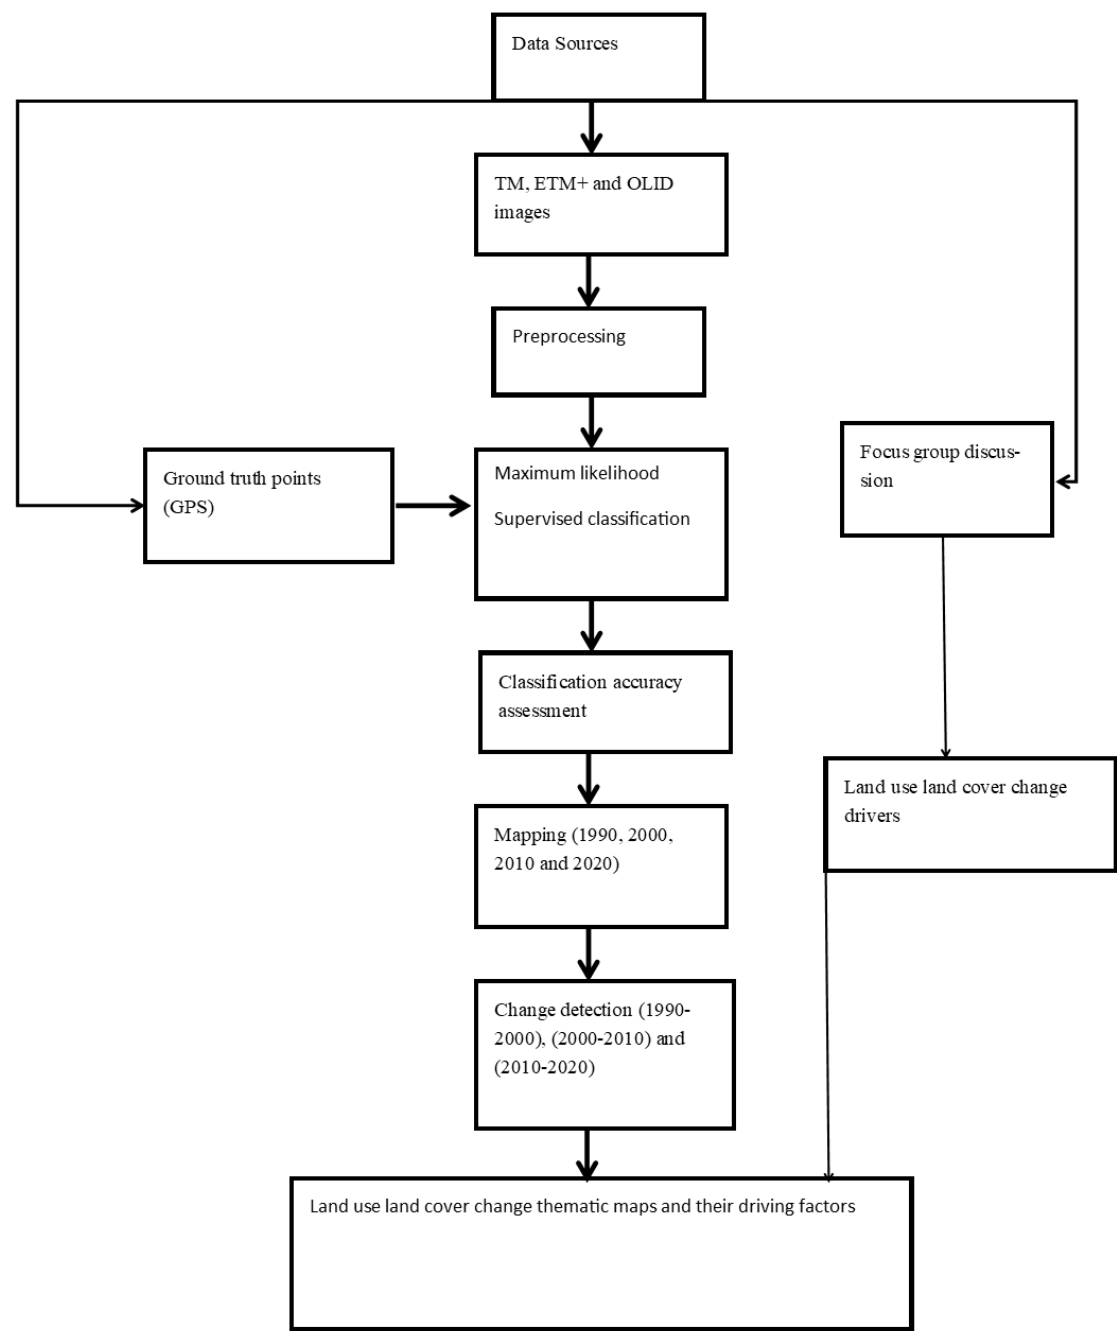 Data Sources
TM, ETM+ and OLID
images
Preprocessing
Ground truth points
(GPS)
Maximum likelihood
Supervised classification
Focus group discus-
sion
Classification accuracy
assessment
Land use land cover change
drivers
Mapping (1990, 2000,
2010 and 2020)
Change detection (1990-
2000), (2000-2010) and
(2010-2020)
Land use land cover change thematic maps and their driving factors